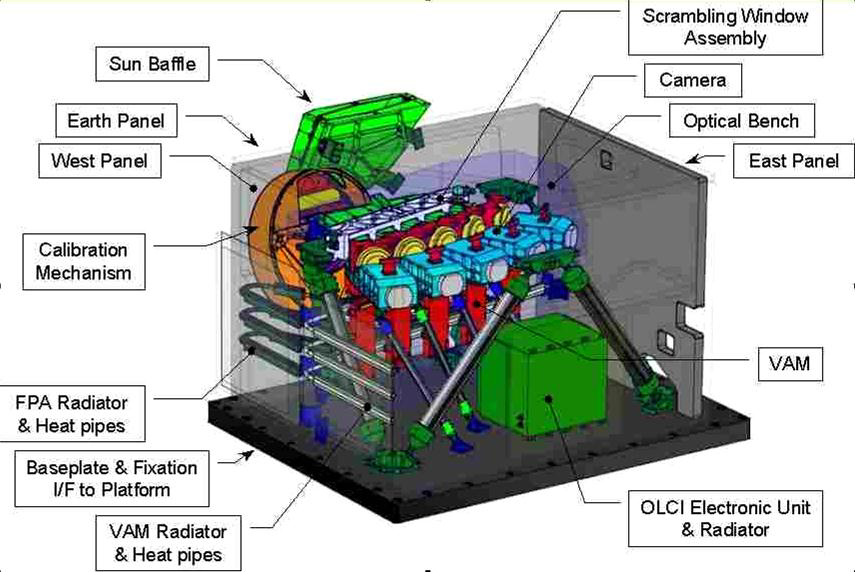 Scrambling Window
Assembly
Sun Baffle
Camera
Earth Panel
Optical Bench
West Panel
East Panel
Calibration
Mechanism
VAM
FPA Radiator
& Heat pipes
Baseplate & Fixation
I/F to Platform
OLCI Electronic Unit
& Radiator
VAM Radiator
& Heat pipes